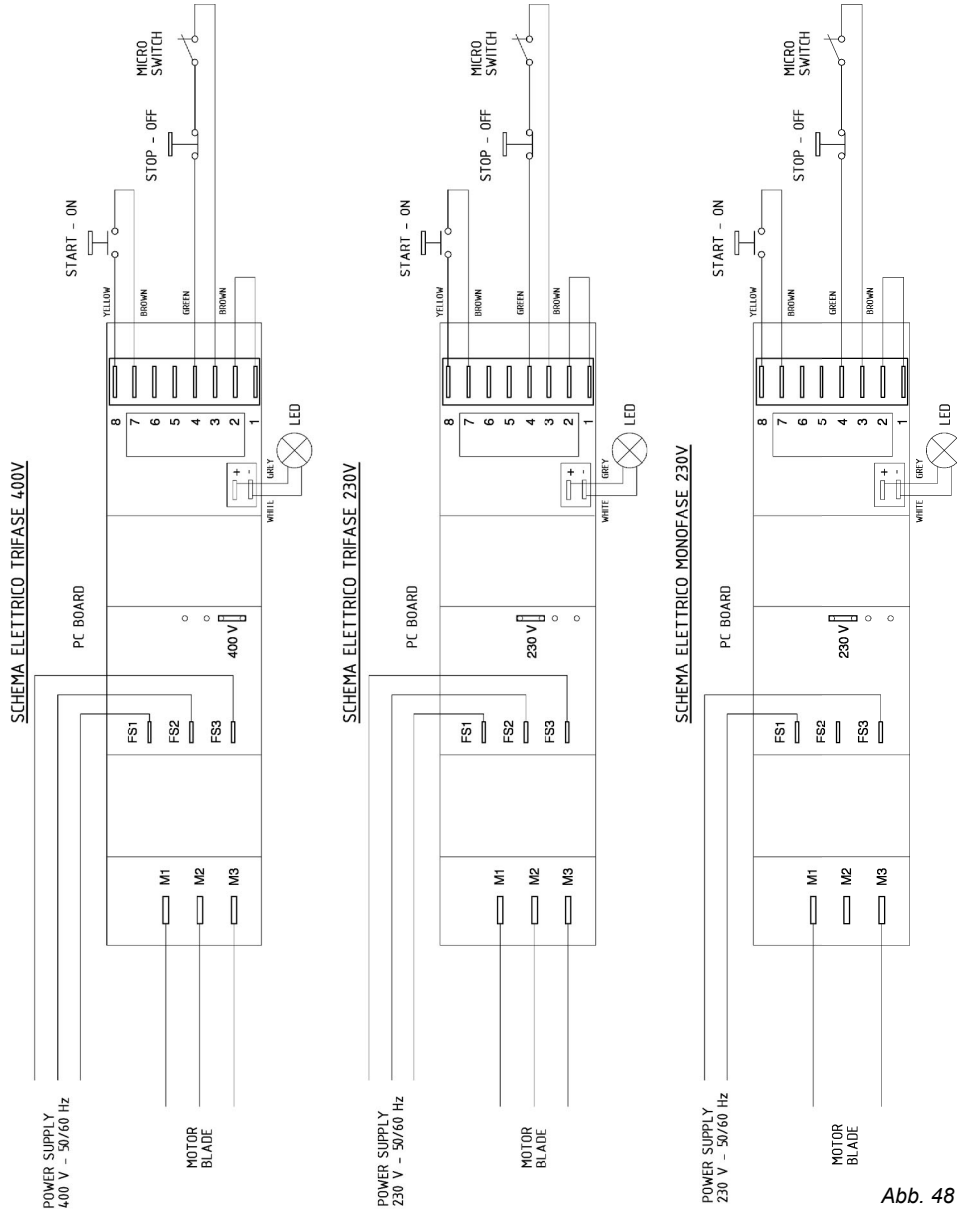 SCHEMA ELETTRICO TRIFASE 400V
POWER SUPPLY
400 V - 50/60 Hz
MOTOR
BLADE
M1
M2
M3
FS1
FS2
FS3
PC BOARD
400 V
WHITE
GREY
+
-
LED
8
7
6
5
4
3
2
1
YELLOW
BROWN
GREEN
BROWN
START - ON
STOP - OFF
MICRO
SWITCH
SCHEMA ELETTRICO TRIFASE 230V
POWER SUPPLY
230 V - 50/60 Hz
MOTOR
BLADE
M1
M2
M3
FS1
FS2
FS3
PC BOARD
230 V
WHITE
GREY
+
-
LED
8
7
6
5
4
3
2
1
YELLOW
BROWN
GREEN
BROWN
START - ON
STOP - OFF
MICRO
SWITCH
SCHEMA ELETTRICO MONOFASE 230V
POWER SUPPLY
230 V - 50/60 Hz
MOTOR
BLADE
M1
M2
M3
FS1
FS2
FS3
PC BOARD
230 V
WHITE
GREY
+
-
LED
8
7
6
5
4
3
2
1
YELLOW
BROWN
GREEN
BROWN
START - ON
STOP - OFF
MICRO
SWITCH
Abb. 48